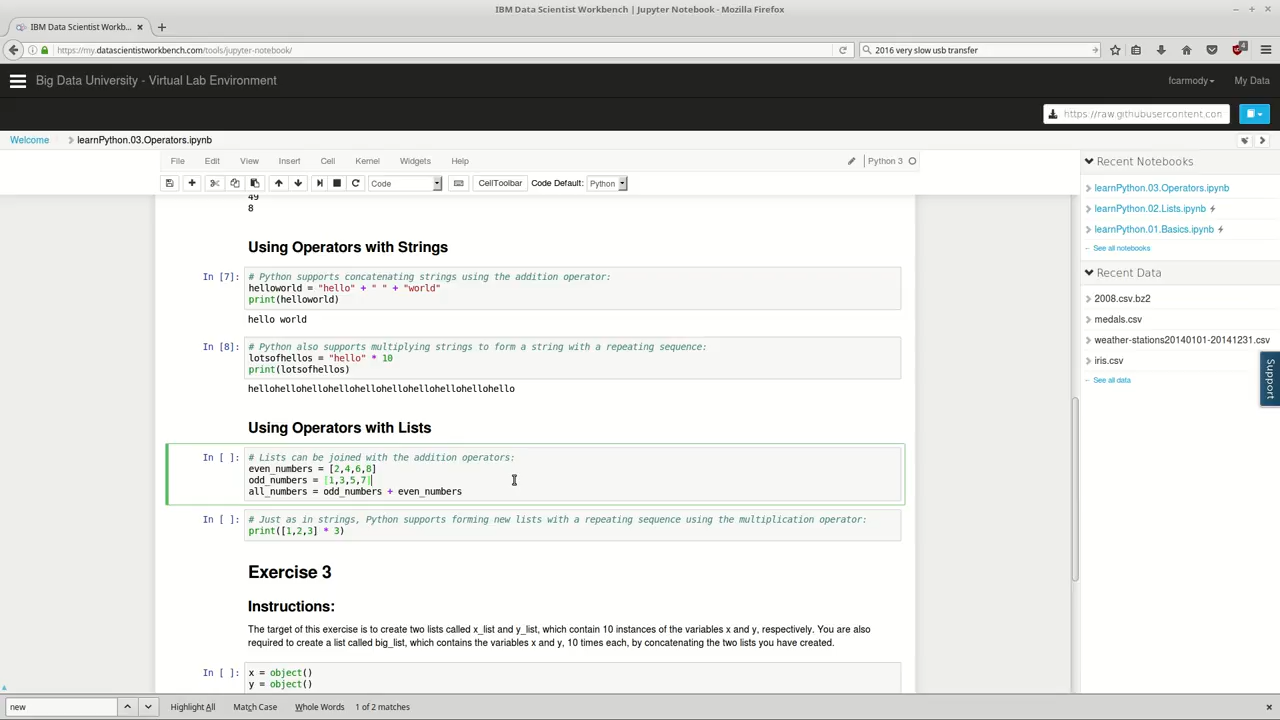 IBM Data Scientist Workbench | Jupyter Notebook - Mozilla Firefox
IBM Data Scientist Workb...
https://my.datascientistworkbench.com/tools/jupyter-notebook/
2016 very slow usb transfer
4
Big Data University - Virtual Lab Environment
fcarmody
My Data
https://raw.githubusercontent.com
Welcome
learnPython.03.Operators.ipynb
File Edit View Insert Cell Kernel Widgets Help
Python 3
Code
CellToolbar
Code Default: Python
49
8
Using Operators with Strings
In [7]: # Python supports concatenating strings using the addition operator:
helloworld = "hello" + " " + "world"
print(helloworld)
hello world
In [8]: # Python also supports multiplying strings to form a string with a repeating sequence:
lotsofhellos = "hello" * 10
print(lotsofhellos)
hellohellohellohellohellohellohellohellohellohello
Using Operators with Lists
In [ ]: # Lists can be joined with the addition operators:
even_numbers = [2,4,6,8]
odd_numbers = [1,3,5,7]
all_numbers = odd_numbers + even_numbers
In [ ]: # Just as in strings, Python supports forming new lists with a repeating sequence using the multiplication operator:
print([1,2,3] * 3)
Exercise 3
Instructions:
The target of this exercise is to create two lists called x_list and y_list, which contain 10 instances of the variables x and y, respectively. You are also
required to create a list called big_list, which contains the variables x and y, 10 times each, by concatenating the two lists you have created.
In [ ]: x = object()
y = object()
Recent Notebooks
learnPython.03.Operators.ipynb
learnPython.02.Lists.ipynb
learnPython.01.Basics.ipynb
See all notebooks
Recent Data
2008.csv.bz2
medals.csv
weather-stations20140101-20141231.csv
iris.csv
See all data
Support
new
Highlight All
Match Case
Whole Words
1 of 2 matches